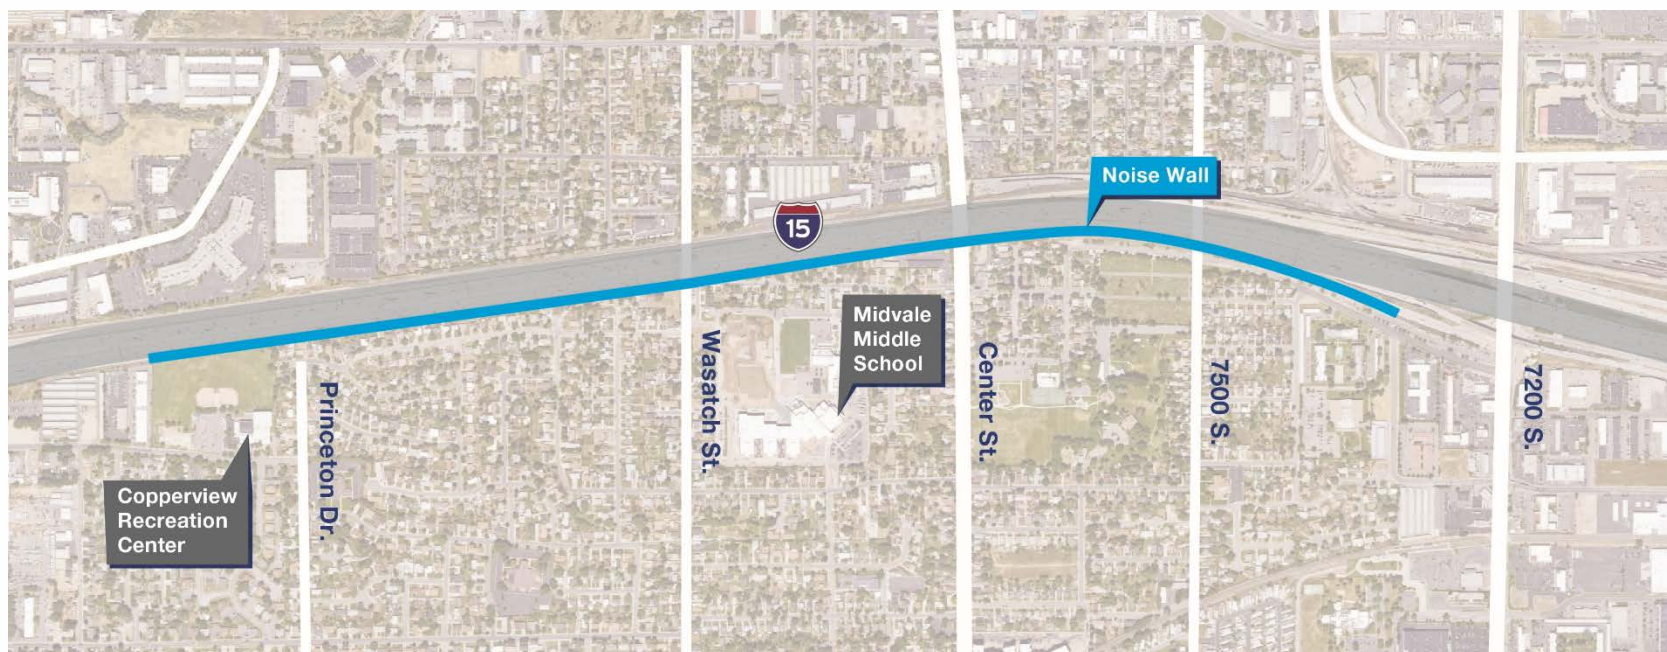 Noise Wall
15
Midvale
Middle
School
Copperview
Recreation
Center
Princeton Dr.
Wasatch St.
Center St.
7500 S.
7200 S.